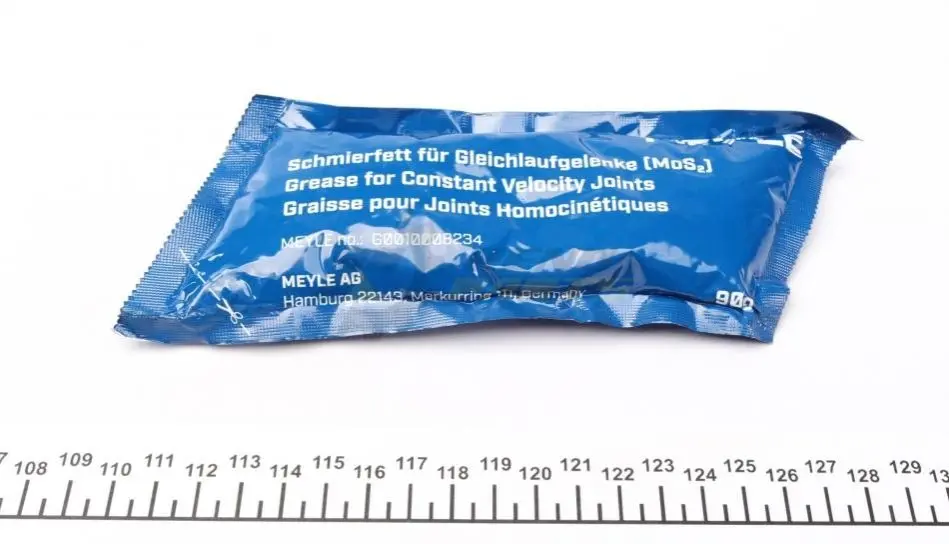 Schmierfett für Gleichlaufgelenke (MoS₂)
Grease for Constant Velocity Joints
Graisse pour Joints Homocinétiques
MEYLE no.: G0010008234
MEYLE AG
Hamburg 22143, Merkurring 111, Germany
90g
108 109 110 111 112 113 114 115 116 117 118 119 120 121 122 123 124 125 126 127 128 129